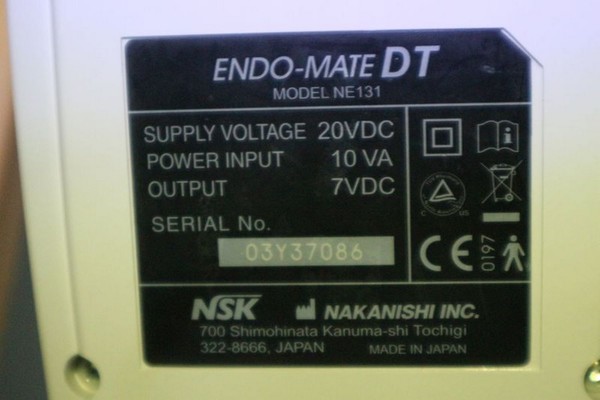 ENDO-MATE DT
MODEL NE131
SUPPLY VOLTAGE 20VDC
POWER INPUT 10 VA
OUTPUT 7VDC
SERIAL No.
03Y37086
C US
CE 0197
NSK NAKANISHI INC.
700 Shimohinata Kanuma-shi Tochigi
322-8666, JAPAN MADE IN JAPAN